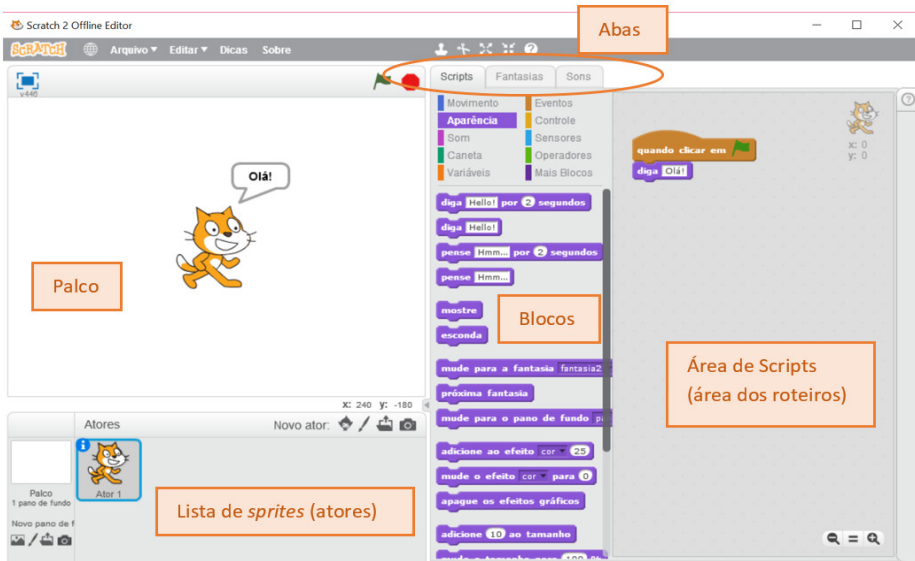 Scratch 2 Offline Editor
Abas
SCRATCH Arquivo Editar Dicas Sobre
v446
Scripts Fantasias Sons
Movimento Eventos
Aparência Controle
Som Sensores
Caneta Operadores
Variáveis Mais Blocos
Olá!
Palco
diga Hello! por 2 segundos
diga Hello!
pense Hmm... por 2 segundos
pense Hmm...
mostre
esconda
Blocos
mude para a fantasia fantasia2
próxima fantasia
mude para o pano de fundo
adicione ao efeito cor 25
mude o efeito cor para 0
apague os efeitos gráficos
adicione 10 ao tamanho
mude o tamanho para 100 %
quando clicar em
diga Olá!
x: 0
y: 0
Área de Scripts
(área dos roteiros)
X: 240 y: -180
Atores Novo ator:
Ator 1
Palco
1 pano de fundo
Novo pano de f
Lista de sprites (atores)